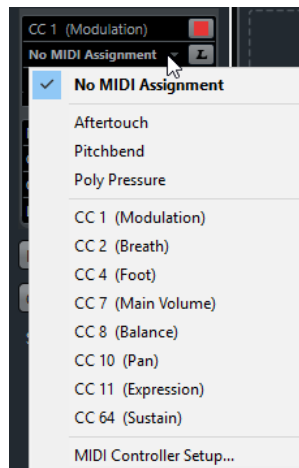 CC 1 (Modulation)
No MIDI Assignment L
No MIDI Assignment
Aftertouch
Pitchbend
Poly Pressure
CC 1 (Modulation)
CC 2 (Breath)
CC 4 (Foot)
CC 7 (Main Volume)
CC 8 (Balance)
CC 10 (Pan)
CC 11 (Expression)
CC 64 (Sustain)
MIDI Controller Setup...